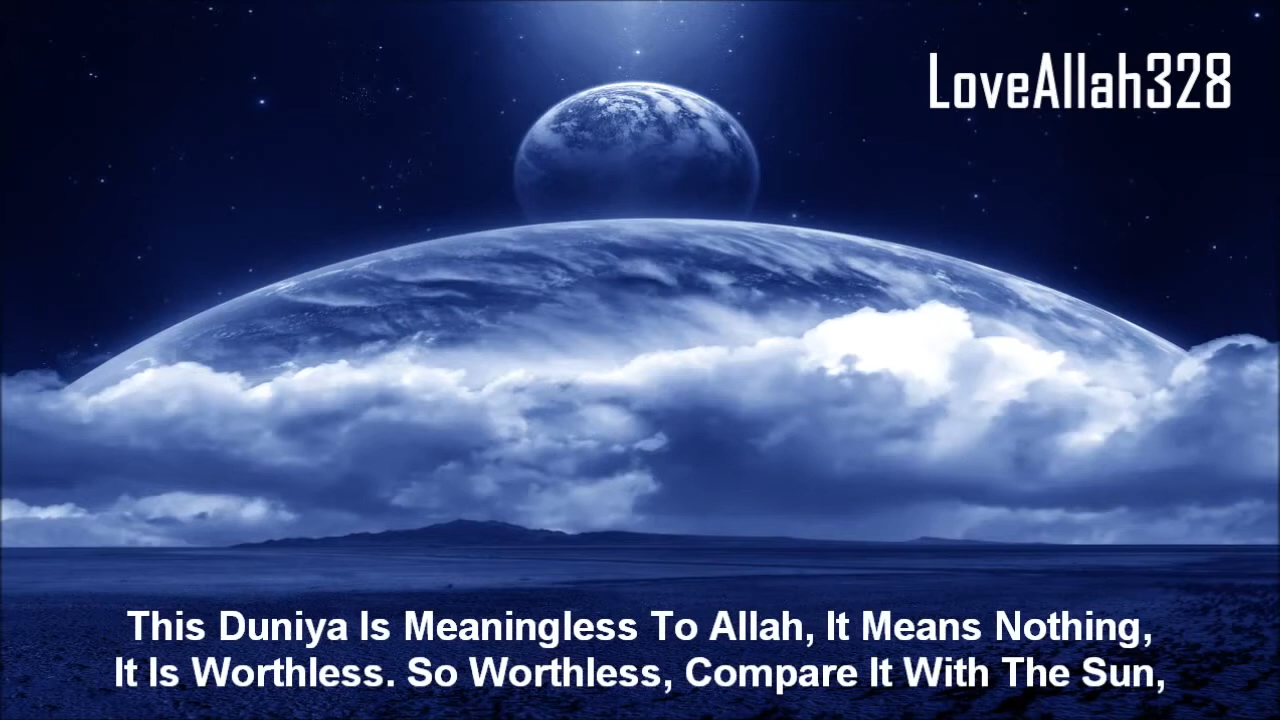 LoveAllah328
This Duniya Is Meaningless To Allah, It Means Nothing,
It Is Worthless. So Worthless, Compare It With The Sun,